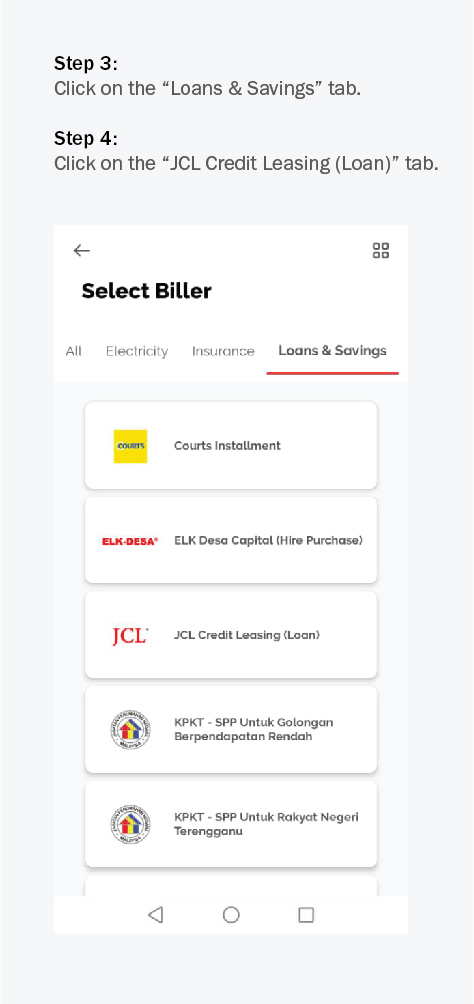 Step 3:
Click on the “Loans & Savings” tab.
Step 4:
Click on the “JCL Credit Leasing (Loan)” tab.
Select Biller
All Electricity Insurance Loans & Savings
COURTS Courts Installment
ELK-DESA® ELK Desa Capital (Hire Purchase)
JCL JCL Credit Leasing (Loan)
KPKT - SPP Untuk Golongan
Berpendapatan Rendah
MALAYSIA
KPKT - SPP Untuk Rakyat Negeri
Terengganu
MALAYSIA